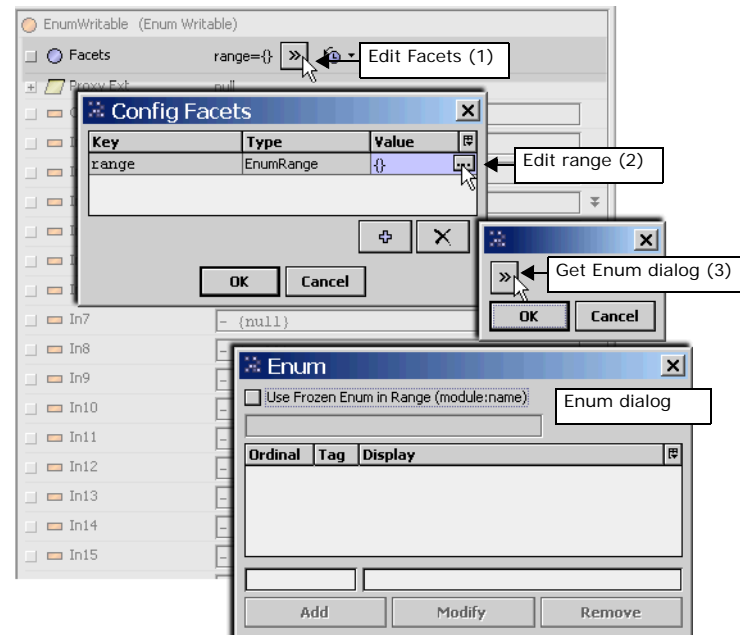 EnumWritable (Enum Writable)
Facets range={} » Edit Facets (1)
Proxy Ext null
Config Facets
Key Type Value
range EnumRange {} ...
Edit range (2)
OK Cancel
» Get Enum dialog (3)
OK Cancel
In7 - {null}
In8 -
In9 -
In10 -
In11 -
In12 -
In13 -
In14 -
In15
Enum
Use Frozen Enum in Range (module:name)
Enum dialog
Ordinal Tag Display
Add Modify Remove